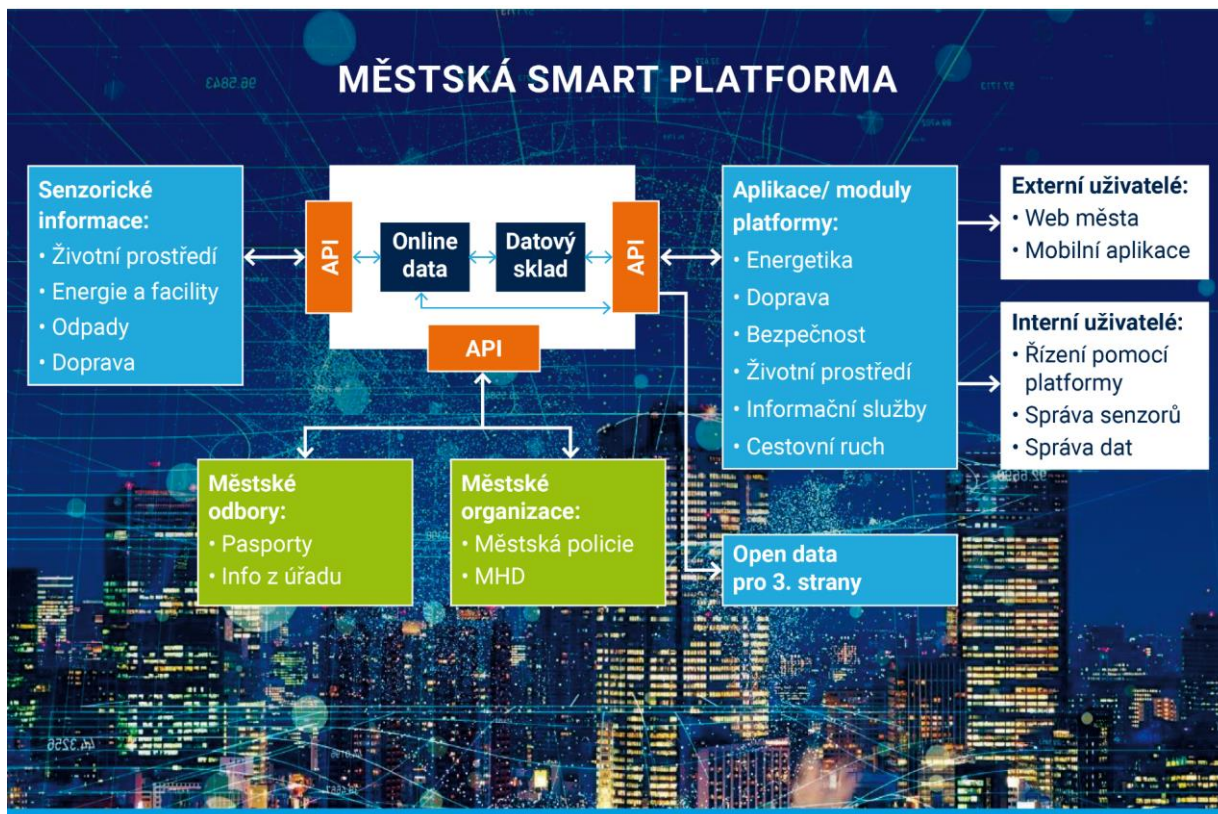 MĚSTSKÁ SMART PLATFORMA
Senzorické
informace:
• Životní prostředí
• Energie a facility
• Odpady
• Doprava
API
Online
data
Datový
sklad
API
API
Aplikace/ moduly
platformy:
• Energetika
• Doprava
• Bezpečnost
• Životní prostředí
• Informační služby
• Cestovní ruch
Externí uživatelé:
• Web města
• Mobilní aplikace
Interní uživatelé:
• Řízení pomocí
platformy
• Správa senzorů
• Správa dat
Městské
odbory:
• Pasporty
• Info z úřadu
Městské
organizace:
• Městská policie
• MHD
Open data
pro 3. strany